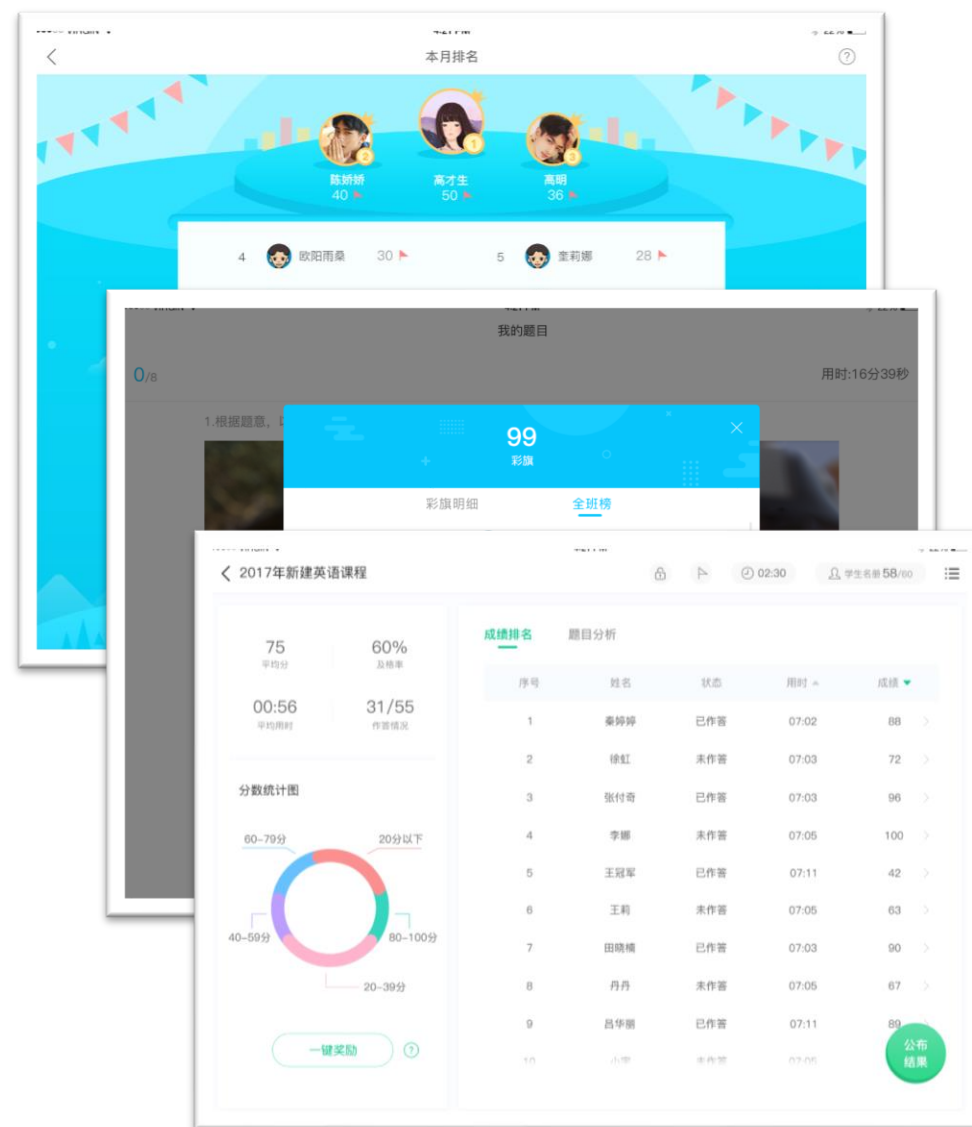 本月排名
?
2
1
3
陈娇娇
高才生
高明
40
50
36
4 欧阳雨桑 30
5 奎莉娜 28
我的题目
0/8
用时:16分39秒
1.根据题意,
99
彩旗
彩旗明细
全班榜
2017年新建英语课程
02:30
学生名册 58/60
75
平均分
60%
及格率
00:56
平均用时
31/55
作答情况
分数统计图
60-79分
20分以下
40-59分
80-100分
20-39分
一键奖励
?
成绩排名
题目分析
序号 姓名 状态 用时 成绩
1 秦婷婷 已作答 07:02 88
2 徐虹 未作答 07:03 72
3 张付奇 已作答 07:03 96
4 李娜 未作答 07:05 100
5 王冠军 已作答 07:11 42
6 王莉 未作答 07:05 63
7 田晓楠 已作答 07:03 90
8 丹丹 未作答 07:05 67
9 吕华丽 已作答 07:11 89
10 未作答 07:05
公布
结果